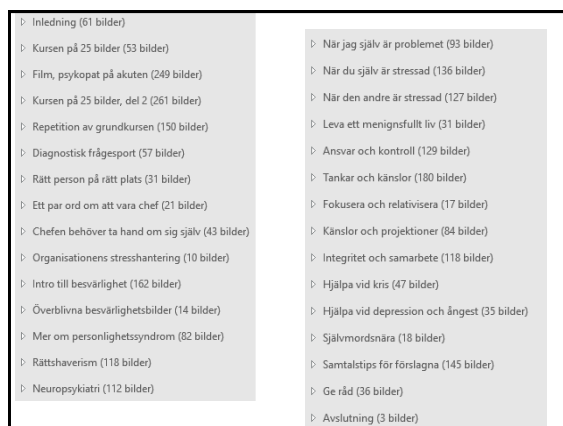 Inledning (61 bilder)
Kursen på 25 bilder (53 bilder)
Film, psykopat på akuten (249 bilder)
Kursen på 25 bilder, del 2 (261 bilder)
Repetition av grundkursen (150 bilder)
Diagnostisk frågesport (57 bilder)
Rätt person på rätt plats (31 bilder)
Ett par ord om att vara chef (21 bilder)
Chefen behöver ta hand om sig själv (43 bilder)
Organisationens stresshantering (10 bilder)
Intro till besvärlighet (162 bilder)
Överblivna besvärlighetsbilder (14 bilder)
Mer om personlighetssyndrom (82 bilder)
Rättshaverism (118 bilder)
Neuropsykiatri (112 bilder)
När jag själv är problemet (93 bilder)
När du själv är stressad (136 bilder)
När den andre är stressad (127 bilder)
Leva ett menignsfullt liv (31 bilder)
Ansvar och kontroll (129 bilder)
Tankar och känslor (180 bilder)
Fokusera och relativisera (17 bilder)
Känslor och projektioner (84 bilder)
Integritet och samarbete (118 bilder)
Hjälpa vid kris (47 bilder)
Hjälpa vid depression och ångest (35 bilder)
Självmordsnära (18 bilder)
Samtalstips för förslagna (145 bilder)
Ge råd (36 bilder)
Avslutning (3 bilder)